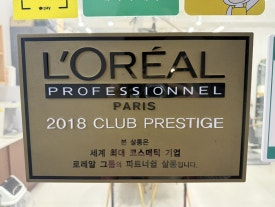 L'ORÉAL
PROFESSIONNEL
PARIS
2018 CLUB PRESTIGE
본 살롱은
세계 최대 코스메틱 기업
로레알 그룹의 파트너쉽 살롱입니다.